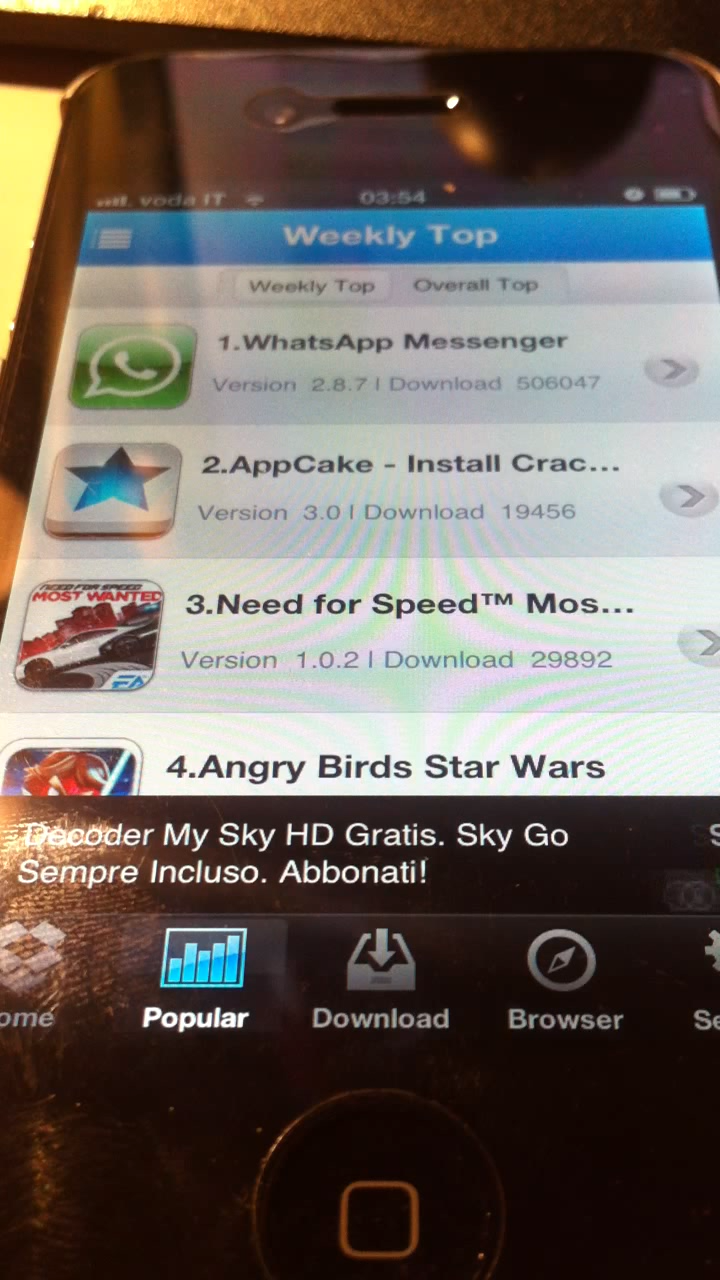 voda IT 03:54
Weekly Top
Weekly Top Overall Top
1.WhatsApp Messenger
Version 2.8.7 | Download 506047
2.AppCake - Install Crac...
Version 3.0 | Download 19456
NEED FOR SPEED
MOST WANTED
EA
3.Need for Speed™ Mos...
Version 1.0.2 | Download 29892
4.Angry Birds Star Wars
Decoder My Sky HD Gratis. Sky Go
Sempre Incluso. Abbonati!
ome Popular Download Browser Se